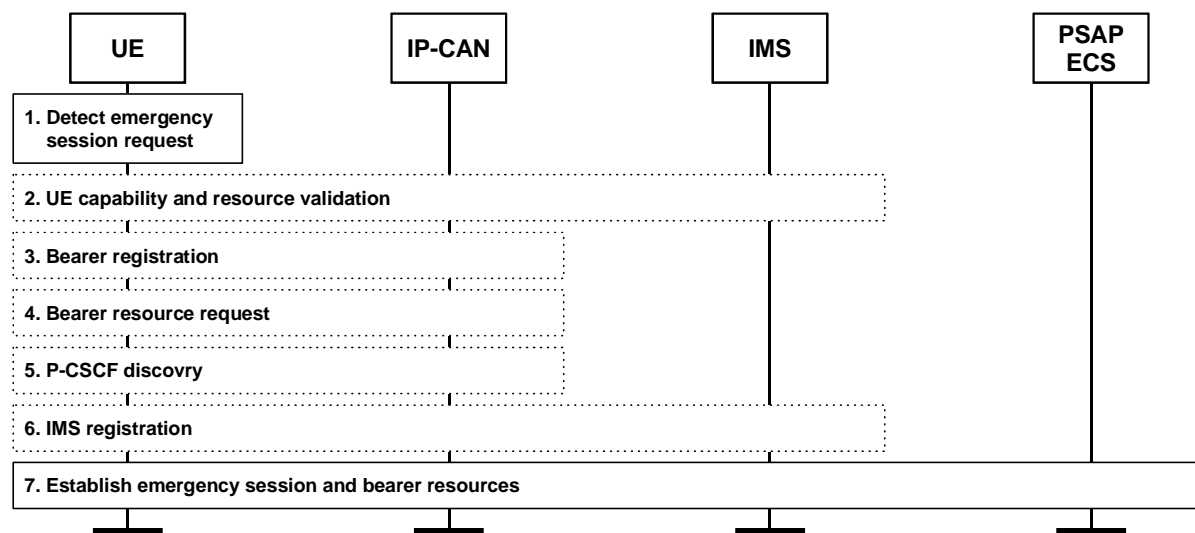 UE
IP-CAN
IMS
PSAP
ECS
1. Detect emergency
session request
2. UE capability and resource validation
3. Bearer registration
4. Bearer resource request
5. P-CSCF discovry
6. IMS registration
7. Establish emergency session and bearer resources